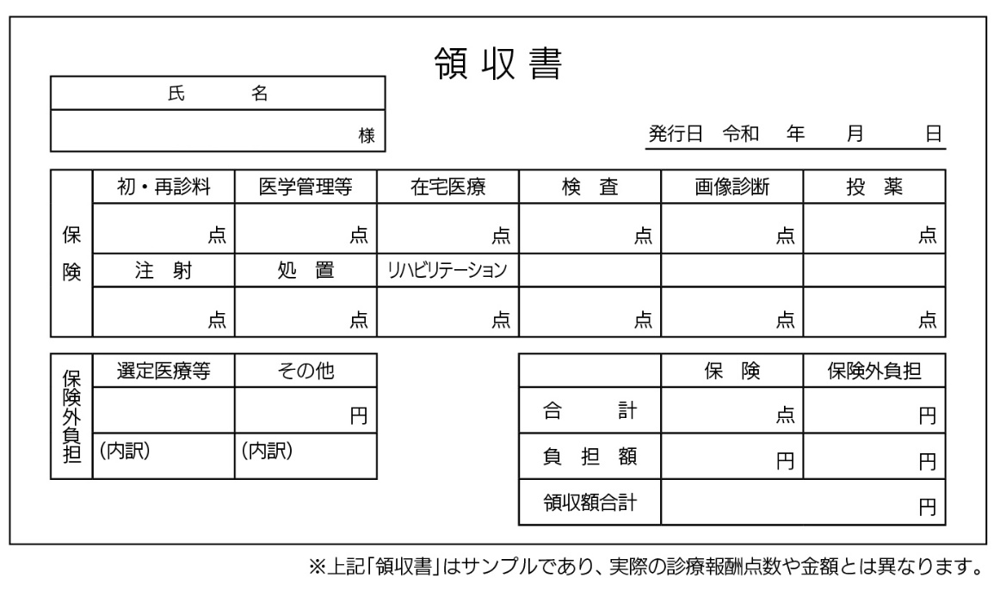 領収書
氏　名
様
発行日　令和　年　月　日
保険
初・再診料　医学管理等　在宅医療　検　査　画像診断　投　薬
点　点　点　点　点　点
注　射　処　置　リハビリテーション
点　点　点　点　点　点
保険外負担
選定医療等　その他
円
(内訳)　(内訳)
保　険　保険外負担
合　計　点　円
負　担　額　円　円
領収額合計　円
※上記「領収書」はサンプルであり、実際の診療報酬点数や金額とは異なります。